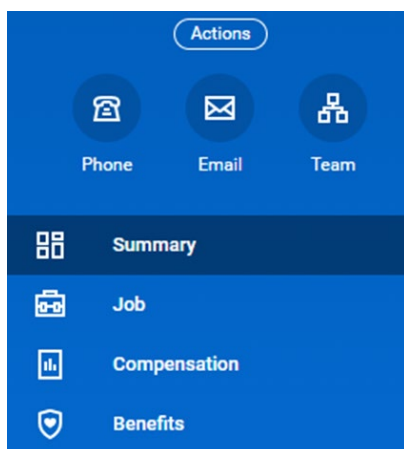 Actions
Phone Email Team
Summary
Job
Compensation
Benefits